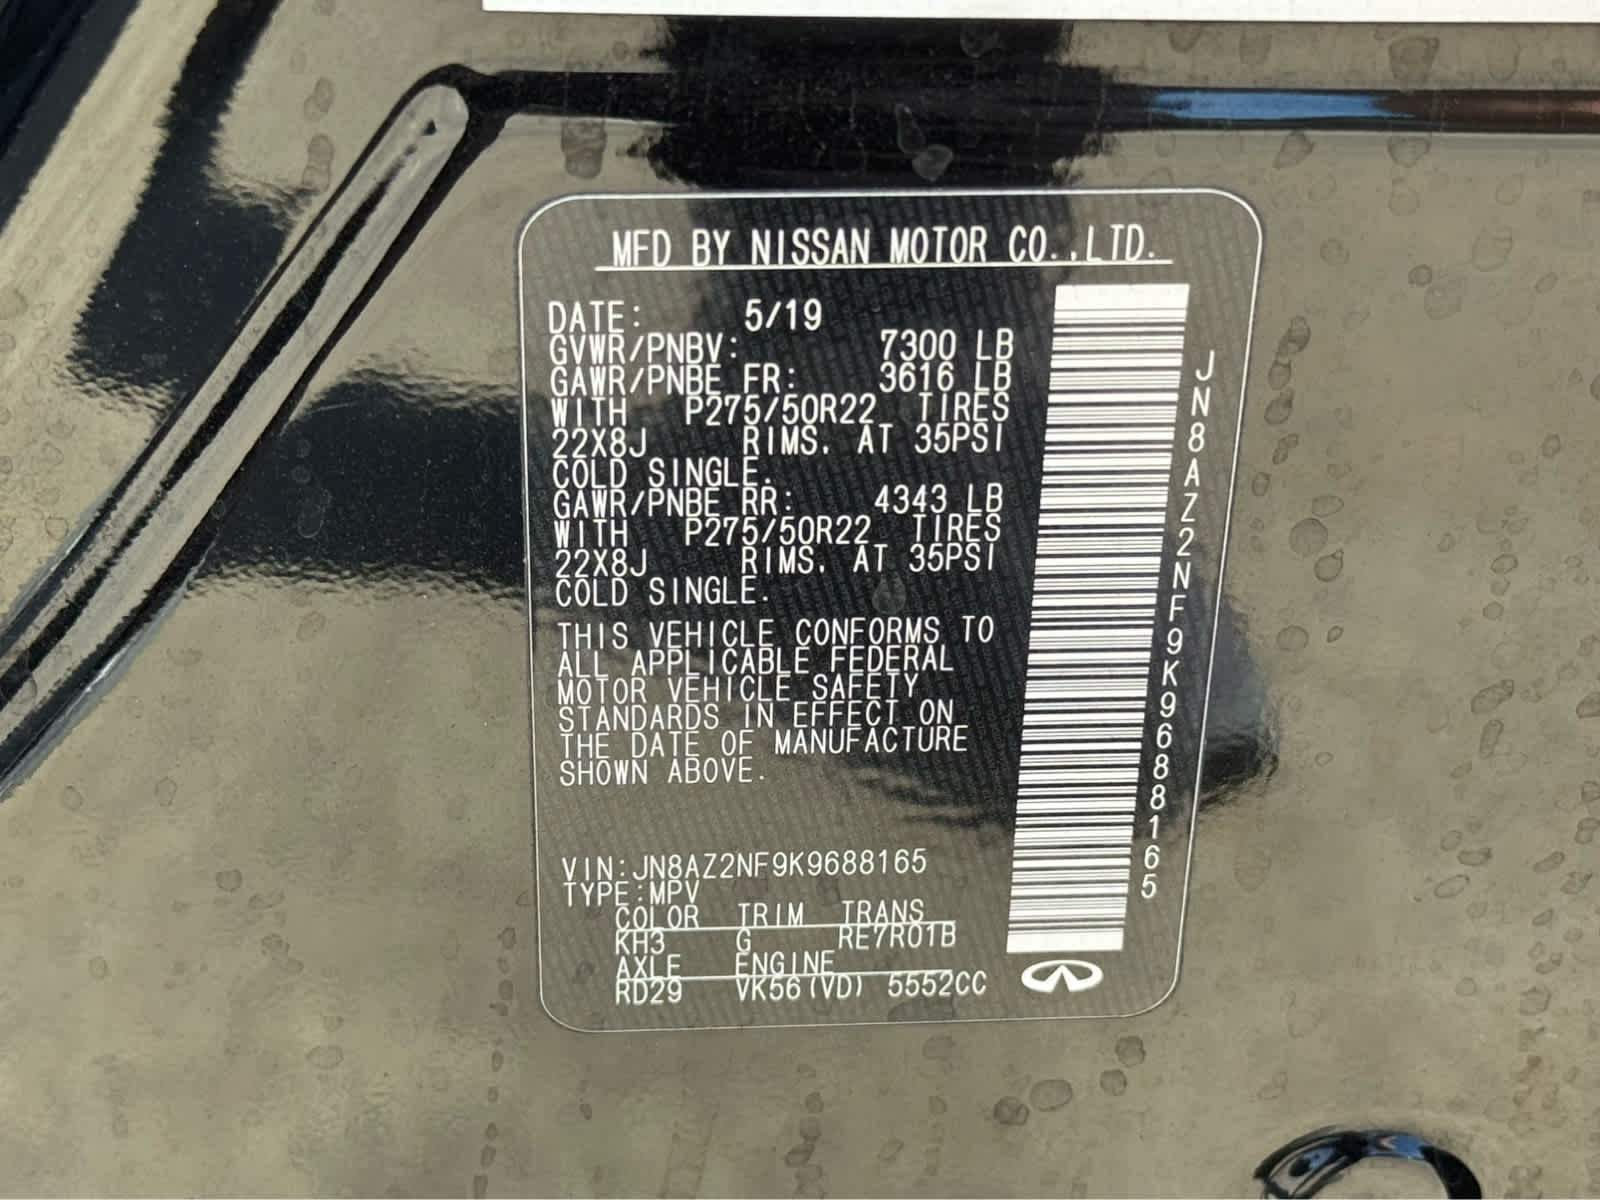 MFD BY NISSAN MOTOR CO.,LTD.
DATE: 5/19
GVWR/PNBV: 7300 LB
GAWR/PNBE FR: 3616 LB
WITH P275/50R22 TIRES
22X8J RIMS, AT 35PSI
COLD SINGLE.
GAWR/PNBE RR: 4343 LB
WITH P275/50R22 TIRES
22X8J RIMS, AT 35PSI
COLD SINGLE.
THIS VEHICLE CONFORMS TO
ALL APPLICABLE FEDERAL
MOTOR VEHICLE SAFETY
STANDARDS IN EFFECT ON
THE DATE OF MANUFACTURE
SHOWN ABOVE.
VIN:JN8AZ2NF9K9688165
TYPE:MPV
COLOR TRIM TRANS
KH3 G RE7R01B
AXLE ENGINE
RD29 VK56(VD) 5552CC
JN8AZ2NF9K9688165